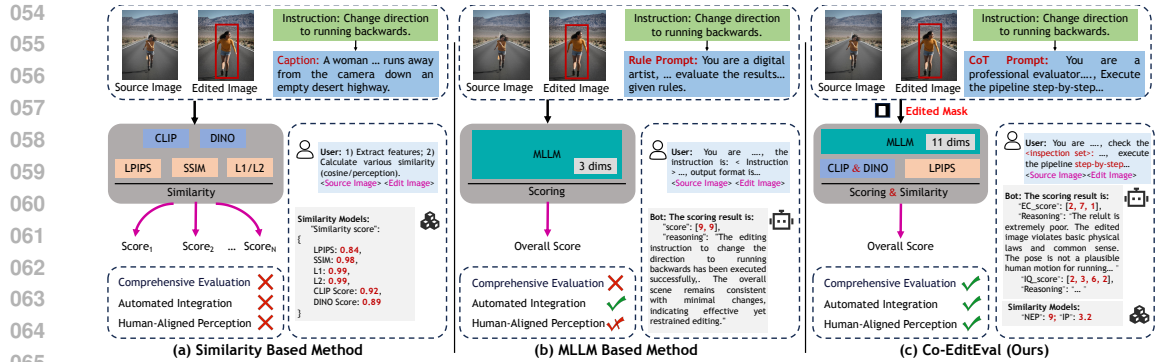 054
055
056
057
058
059
060
061
062
063
064
065
Instruction: Change direction
to running backwards.
Caption: A woman … runs away
from the camera down an
empty desert highway.
Source Image
Edited Image
CLIP
DINO
LPIPS
SSIM
L1/L2
Similarity
Score1
Score2
...
ScoreN
User: 1) Extract features; 2)
Calculate various similarity
(cosine/perception).
<Source Image> <Edit Image>
Similarity Models:
"Similarity score":
{
LPIPS: 0.84,
SSIM: 0.98,
L1: 0.99,
L2: 0.99,
CLIP Score: 0.92,
DINO Score: 0.89
}
Comprehensive Evaluation
Automated Integration
Human-Aligned Perception
(a) Similarity Based Method
Instruction: Change direction
to running backwards.
Rule Prompt: You are a digital
artist, … evaluate the results…
given rules.
Source Image
Edited Image
MLLM
3 dims
Scoring
Overall Score
User: You are …., the
instruction is: < Instruction
> …, output format is…
<Source Image> <Edit Image>
Bot: The scoring result is:
"score": [9, 9],
"reasoning": "The editing
instruction to change the
direction to running
backwards has been executed
successfully,. The overall
scene remains consistent
with minimal changes,
indicating effective yet
restrained editing."
Comprehensive Evaluation
Automated Integration
Human-Aligned Perception
(b) MLLM Based Method
Instruction: Change direction
to running backwards.
CoT Prompt: You are a
professional evaluator…., Execute
the pipeline step-by-step…
Source Image
Edited Image
Edited Mask
MLLM
11 dims
CLIP & DINO
LPIPS
Scoring & Similarity
Overall Score
User: You are …., check the
<inspection set>: …, execute
the pipeline step-by-step…
<Source Image><Edit Image>
Bot: The scoring result is:
"EC_score": [2, 7, 1],
"Reasoning": "The relult is
extremely poor. The edited
image violates basic physical
laws and common sense.
The pose is not a plausible
human motion for running… "
"IQ_score": [2, 3, 6, 2],
"Reasoning": "… "
Similarity Models:
"NEP": 9; "IP": 3.2
Comprehensive Evaluation
Automated Integration
Human-Aligned Perception
(c) Co-EditEval (Ours)